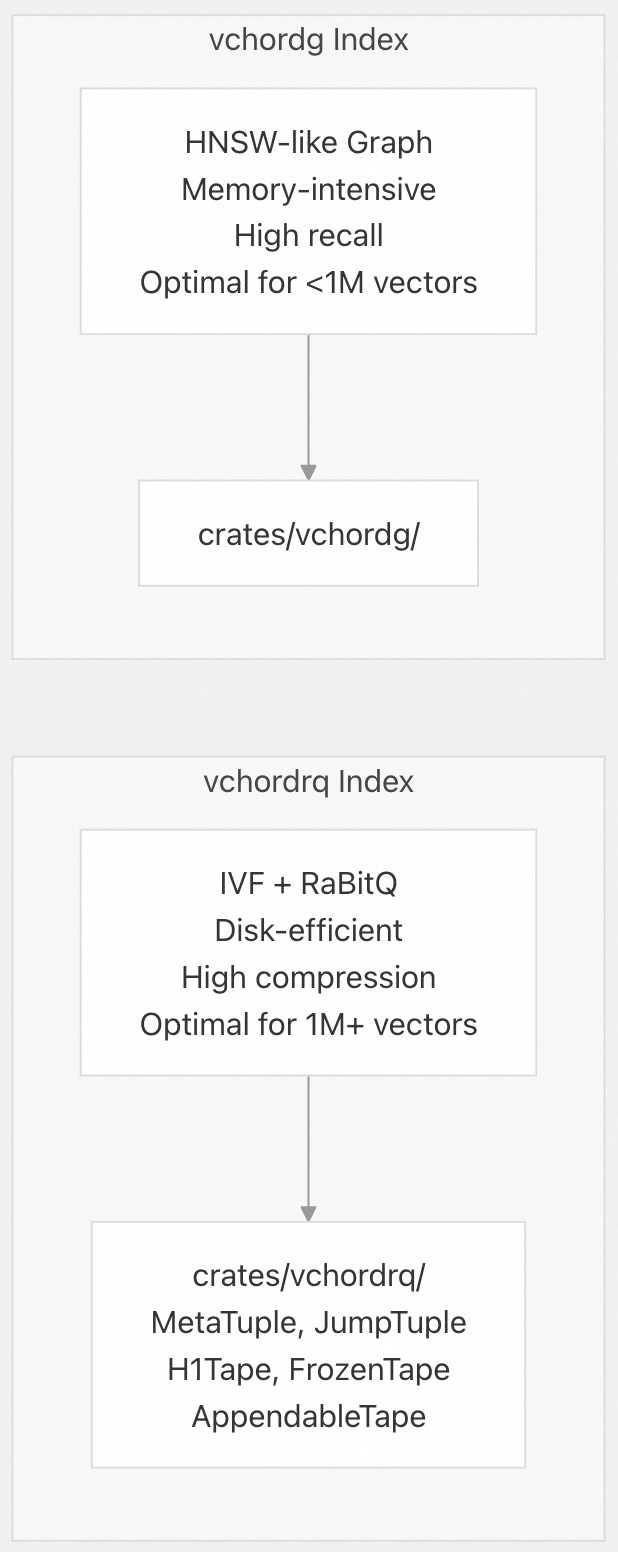 vchordg Index
HNSW-like Graph
Memory-intensive
High recall
Optimal for <1M vectors
crates/vchordg/
vchordrq Index
IVF + RaBitQ
Disk-efficient
High compression
Optimal for 1M+ vectors
crates/vchordrq/
MetaTuple, JumpTuple
H1Tape, FrozenTape
AppendableTape